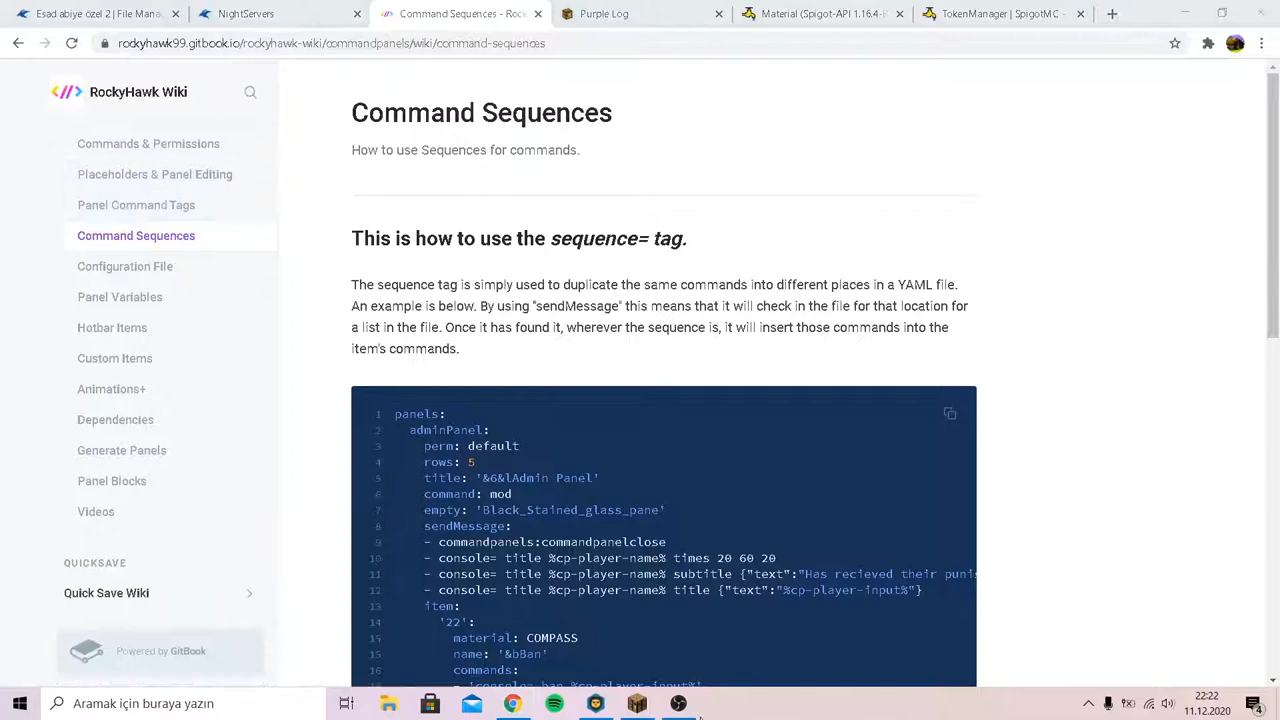 Esad abiye Destek |
NightServers
Command Sequences - Rock
Purple Log
Material (Spigot-API 1.16.4-
TokenManager | SpigotMC -
rockyhawk99.gitbook.io/rockyhawk-wiki/commandpanels/wiki/command-sequences
RockyHawk Wiki
Commands & Permissions
Placeholders & Panel Editing
Panel Command Tags
Command Sequences
Configuration File
Panel Variables
Hotbar Items
Custom Items
Animations+
Dependencies
Generate Panels
Panel Blocks
Videos
QUICKSAVE
Quick Save Wiki
Powered by GitBook
Command Sequences
How to use Sequences for commands.
This is how to use the sequence= tag.
The sequence tag is simply used to duplicate the same commands into different places in a YAML file.
An example is below. By using "sendMessage" this means that it will check in the file for that location for
a list in the file. Once it has found it, wherever the sequence is, it will insert those commands into the
item's commands.
1 panels:
2 adminPanel:
3 perm: default
4 rows: 5
5 title: '&6&lAdmin Panel'
6 command: mod
7 empty: 'Black_Stained_glass_pane'
8 sendMessage:
9 - commandpanels:commandpanelclose
10 - console= title %cp-player-name% times 20 60 20
11 - console= title %cp-player-name% subtitle {"text":"Has recieved their punis
12 - console= title %cp-player-name% title {"text":"%cp-player-input%"}
13 item:
14 '22':
15 material: COMPASS
15 name: '&bBan'
16 commands:
- 'console= ban %cp-player-input%'
Aramak için buraya yazın
22:22
11.12.2020
4